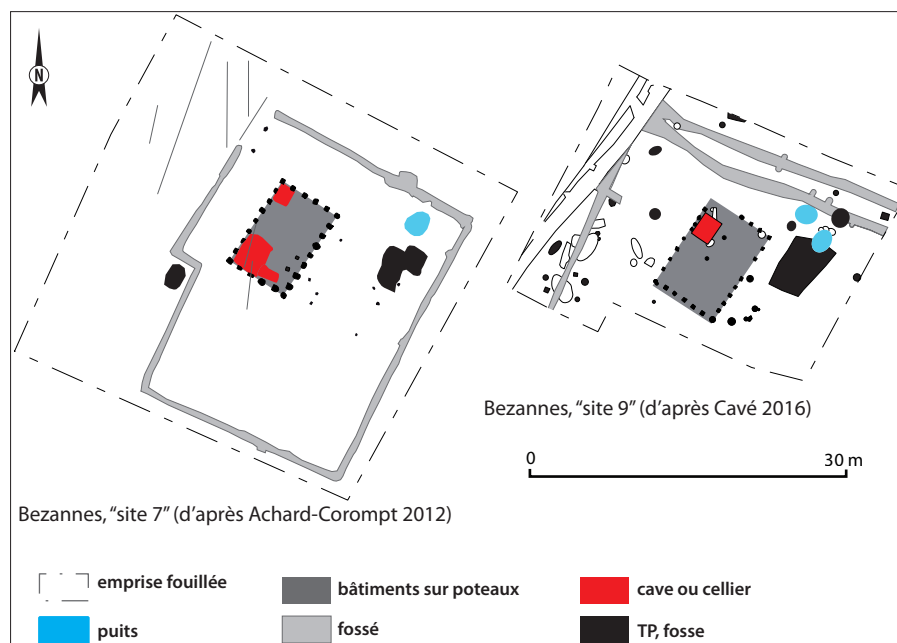 N
Bezannes, “site 9” (d'après Cavé 2016)
0 30 m
Bezannes, “site 7” (d'après Achard-Corompt 2012)
emprise fouillée
bâtiments sur poteaux
cave ou cellier
puits
fossé
TP, fosse